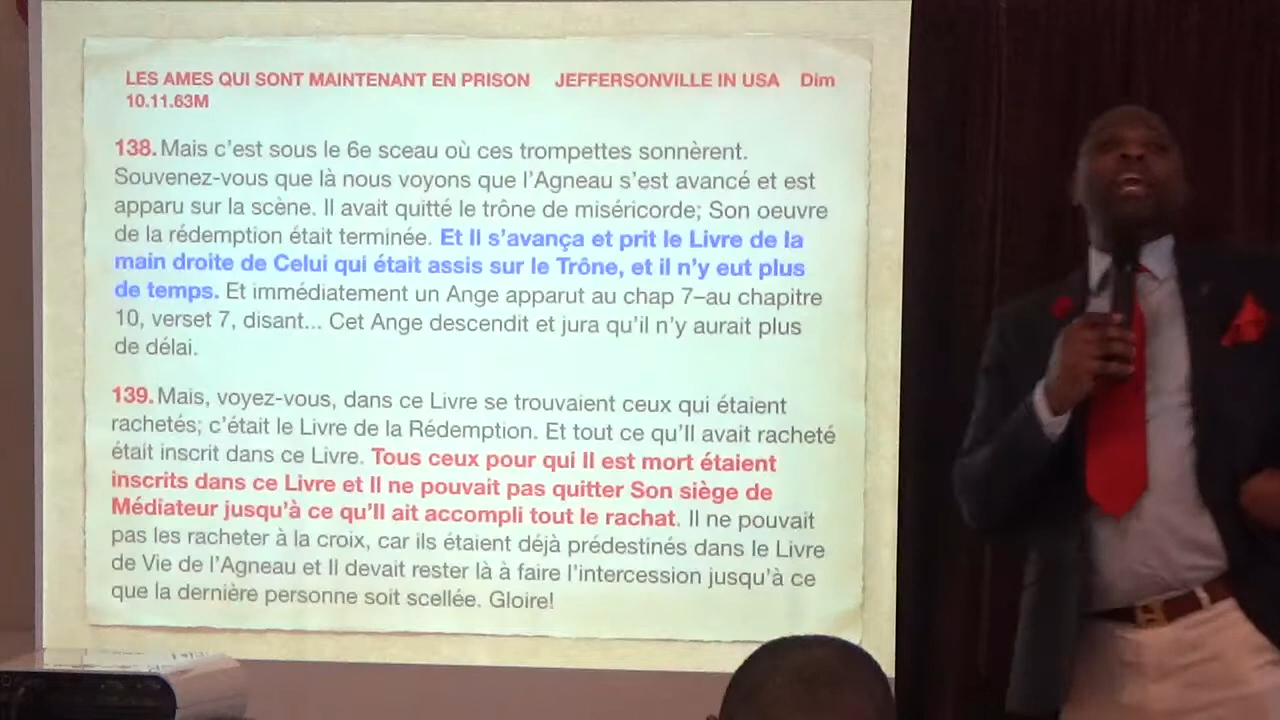 LES AMES QUI SONT MAINTENANT EN PRISON JEFFERSONVILLE IN USA Dim
10.11.63M
138. Mais c’est sous le 6e sceau où ces trompettes sonnèrent.
Souvenez-vous que là nous voyons que l’Agneau s’est avancé et est
apparu sur la scène. Il avait quitté le trône de miséricorde; Son oeuvre
de la rédemption était terminée. Et Il s’avança et prit le Livre de la
main droite de Celui qui était assis sur le Trône, et il n’y eut plus
de temps. Et immédiatement un Ange apparut au chap 7–au chapitre
10, verset 7, disant... Cet Ange descendit et jura qu’il n’y aurait plus
de délai.
139. Mais, voyez-vous, dans ce Livre se trouvaient ceux qui étaient
rachetés; c’était le Livre de la Rédemption. Et tout ce qu’Il avait racheté
était inscrit dans ce Livre. Tous ceux pour qui Il est mort étaient
inscrits dans ce Livre et Il ne pouvait pas quitter Son siège de
Médiateur jusqu’à ce qu’Il ait accompli tout le rachat. Il ne pouvait
pas les racheter à la croix, car ils étaient déjà prédestinés dans le Livre
de Vie de l’Agneau et Il devait rester là à faire l’intercession jusqu’à ce
que la dernière personne soit scellée. Gloire!